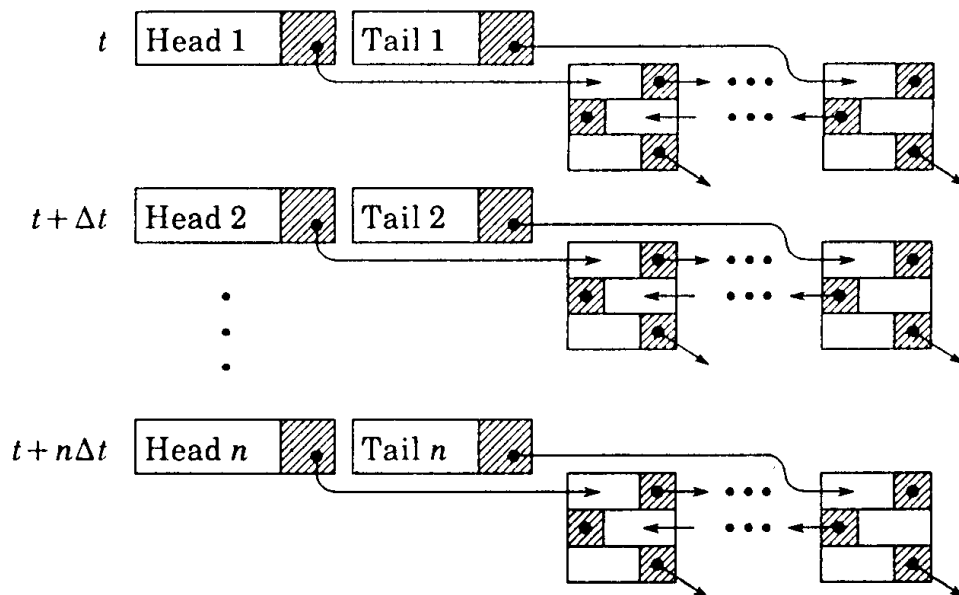 t Head 1 Tail 1
t + Δt Head 2 Tail 2
t + nΔt Head n Tail n